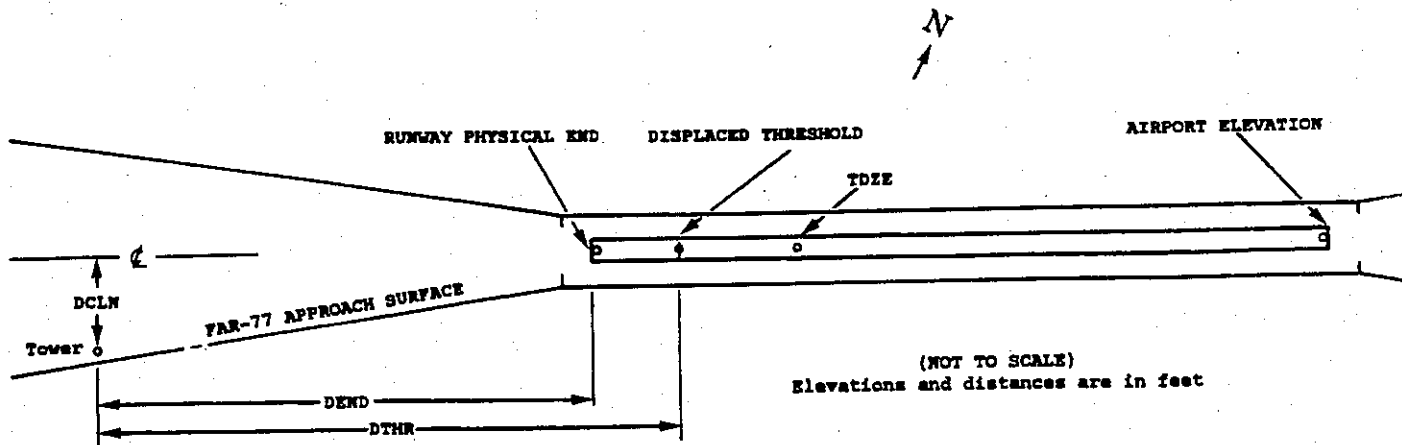 N
RUNWAY PHYSICAL END
DISPLACED THRESHOLD
AIRPORT ELEVATION
TDZE
℄
DCLN
FAR-77 APPROACH SURFACE
Tower
(NOT TO SCALE)
Elevations and distances are in feet
DEND
DTHR